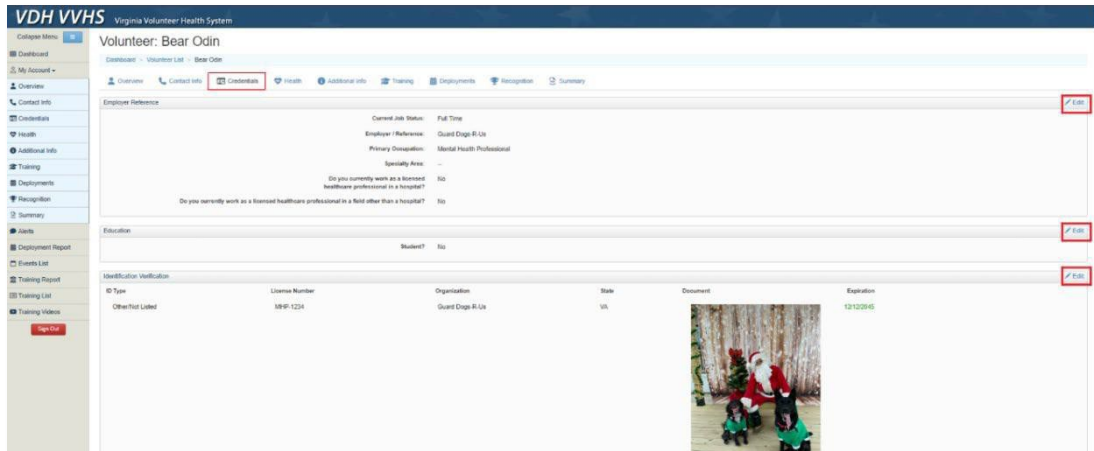 VDH VVHS Virginia Volunteer Health System
Collapse Menu
Dashboard
My Account
Overview
Contact Info
Credentials
Health
Additional Info
Training
Deployments
Recognition
Summary
Alerts
Deployment Report
Events List
Training Report
Training List
Training Videos
Sign Out
Volunteer: Bear Odin
Dashboard - Volunteer List - Bear Odin
Overview Contact Info Credentials Health Additional Info Training Deployments Recognition Summary
Employer Reference Edit
Current Job Status: Full Time
Employer / Reference: Guard Dogs-R-Us
Primary Occupation: Mental Health Professional
Specialty Area: --
Do you currently work as a licensed No
healthcare professional in a hospital?
Do you currently work as a licensed healthcare professional in a field other than a hospital? No
Education Edit
Student? No
Identification Verification Edit
ID Type License Number Organization State Document Expiration
Other/Not Listed MHP-1234 Guard Dogs-R-Us VA 12/12/2045